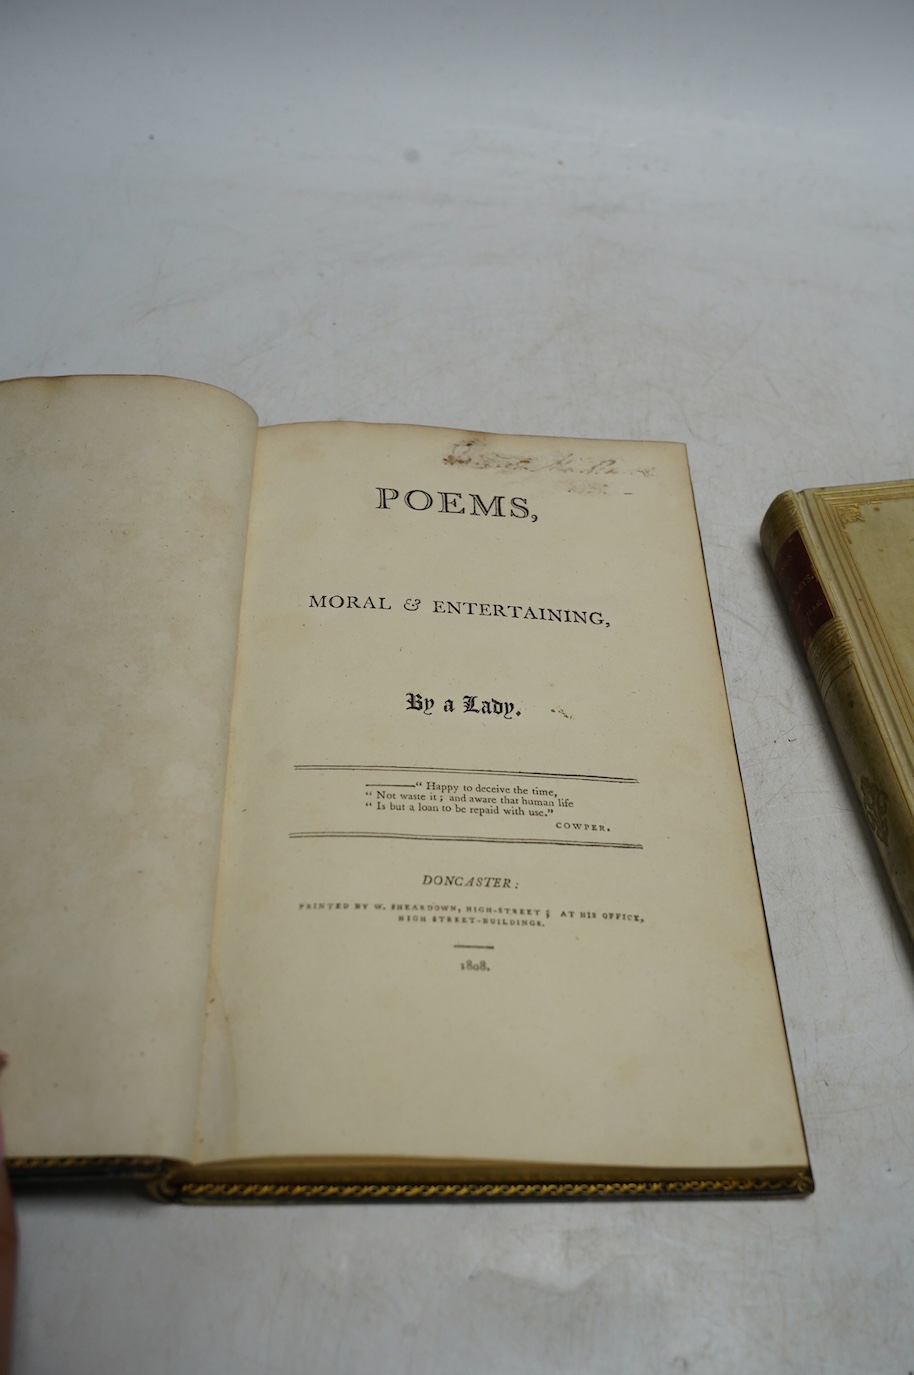 POEMS,
MORAL & ENTERTAINING,
By a Lady.
———“ Happy to deceive the time,
“ Not waste it ; and aware that human life
“ Is but a loan to be repaid with use.”
COWPER.
DONCASTER:
PRINTED BY W. SHEARDOWN, HIGH-STREET ; AT HIS OFFICE,
HIGH STREET-BUILDINGS.
1808.